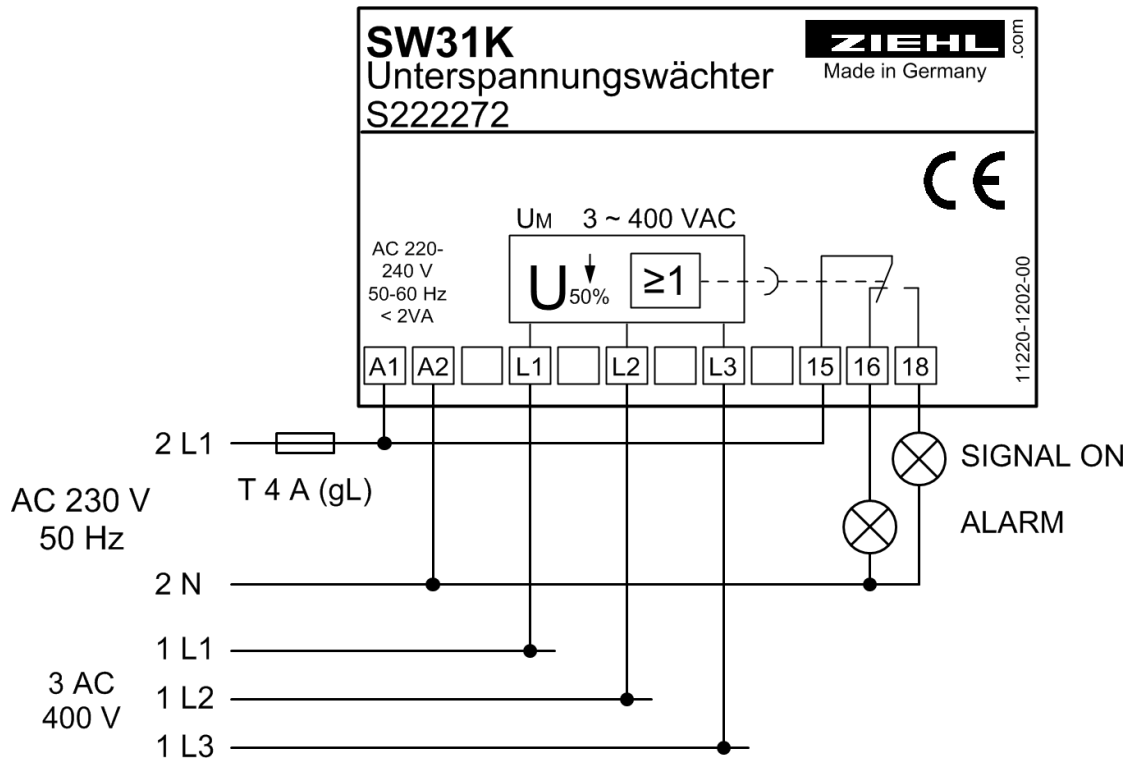 SW31K
Unterspannungswächter
S222272
ZIEHL
.com
Made in Germany
CE
UM 3 ~ 400 VAC
AC 220-
240 V
50-60 Hz
< 2VA
U 50% ≥1
11220-1202-00
A1 A2 L1 L2 L3 15 16 18
2 L1
T 4 A (gL)
SIGNAL ON
AC 230 V
50 Hz
ALARM
2 N
1 L1
3 AC
400 V
1 L2
1 L3